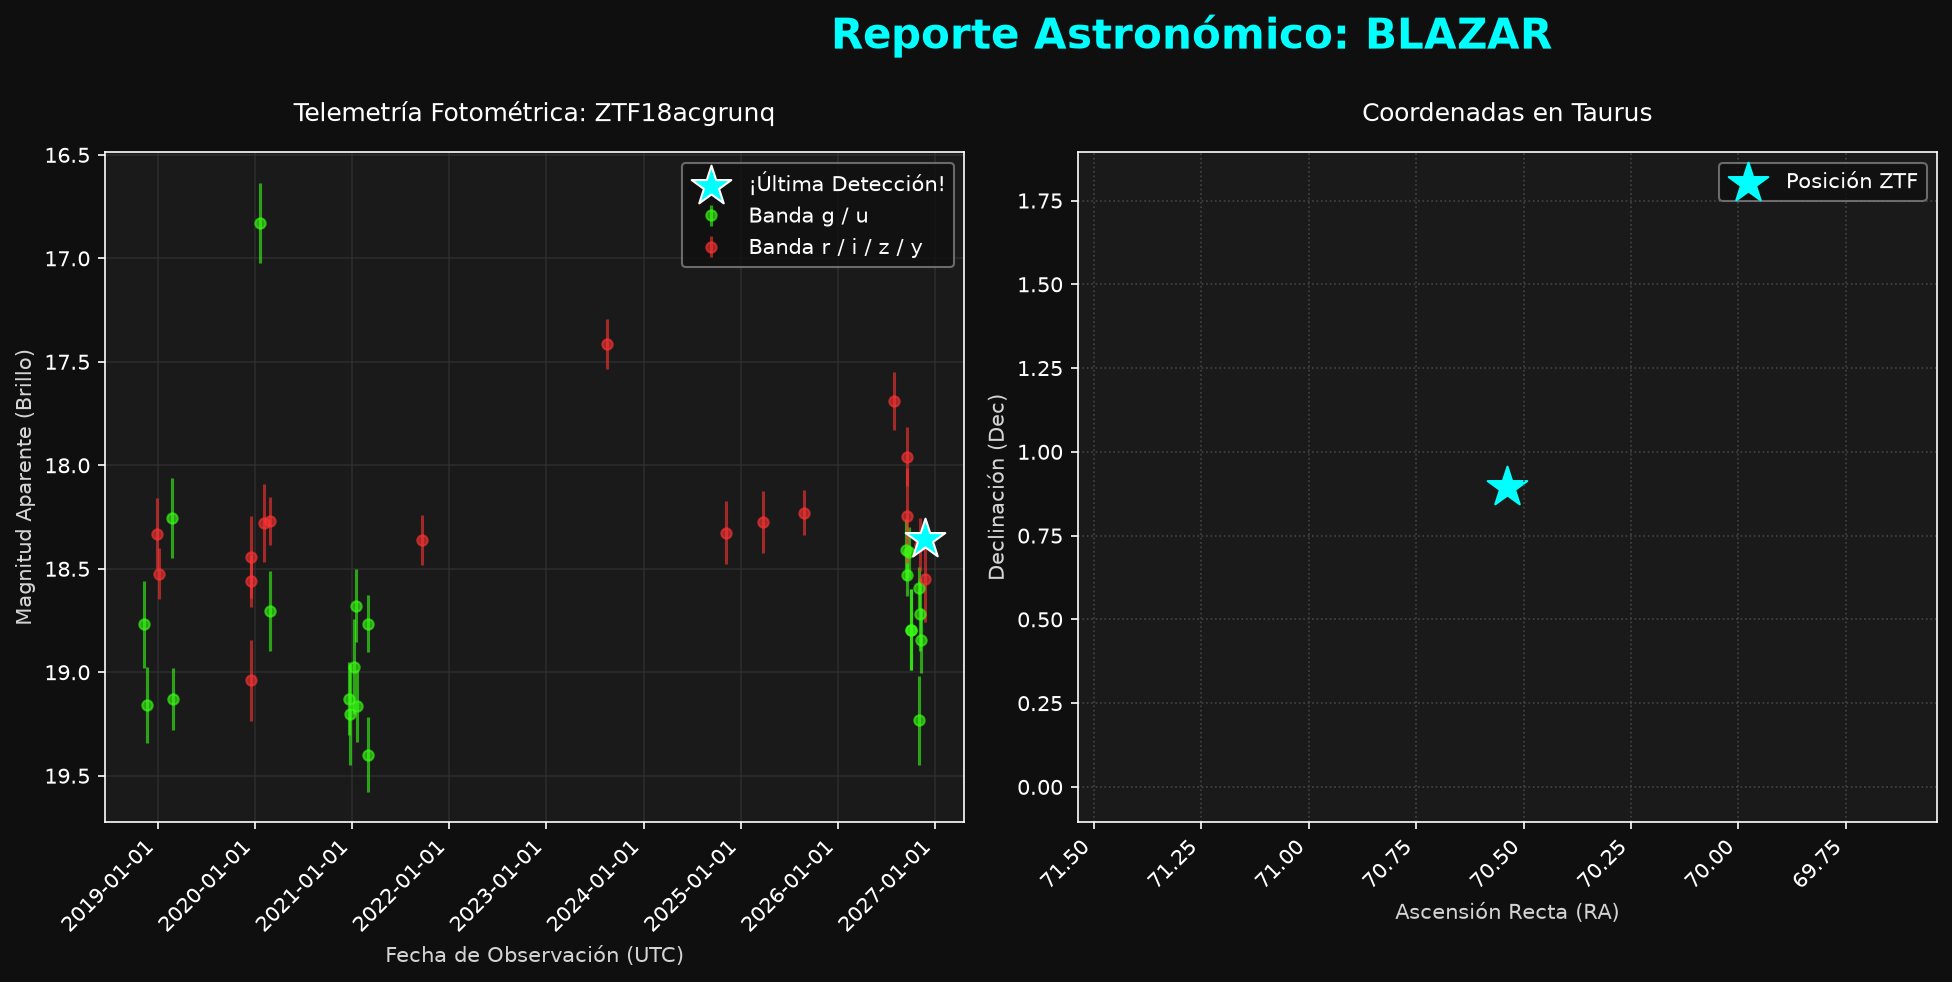 Reporte Astronómico: BLAZAR
Telemetría Fotométrica: ZTF18acgrunq
¡Última Detección!
Banda g / u
Banda r / i / z / y
Magnitud Aparente (Brillo)
16.5
17.0
17.5
18.0
18.5
19.0
19.5
2019-01-01
2020-01-01
2021-01-01
2022-01-01
2023-01-01
2024-01-01
2025-01-01
2026-01-01
2027-01-01
Fecha de Observación (UTC)
Coordenadas en Taurus
Posición ZTF
Declinación (Dec)
1.75
1.50
1.25
1.00
0.75
0.50
0.25
0.00
71.50
71.25
71.00
70.75
70.50
70.25
70.00
69.75
Ascensión Recta (RA)